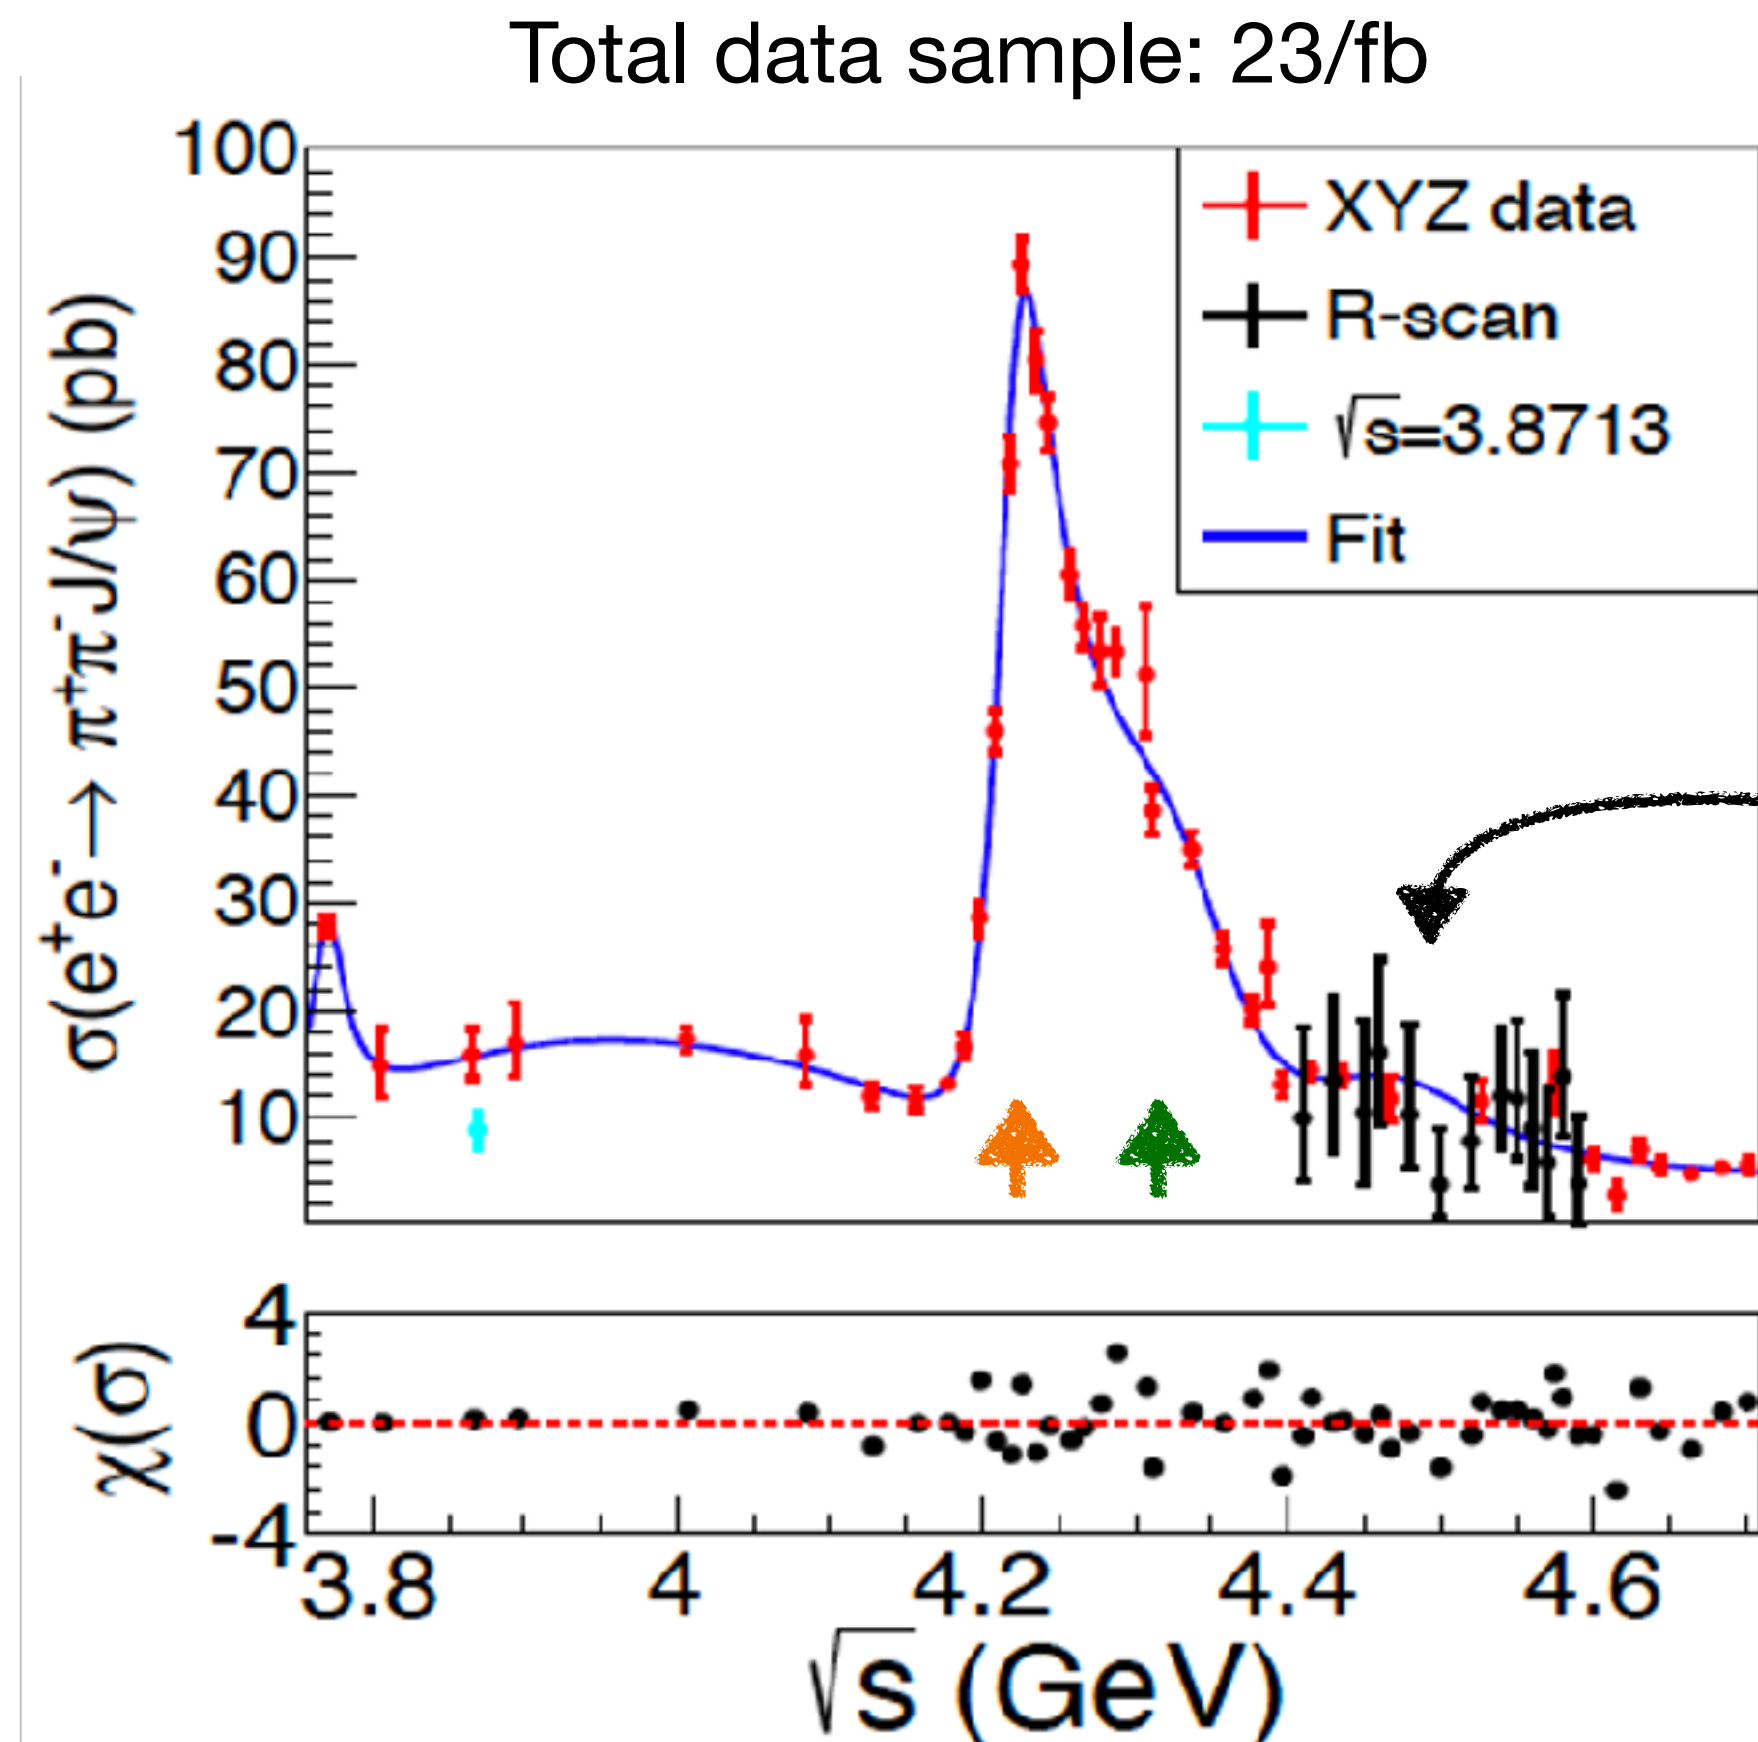 Total data sample: 23/fb
100
90
80
70
60
50
40
30
20
10
σ(e⁺e⁻→ π⁺π⁻J/ψ) (pb)
XYZ data
R-scan
√s=3.8713
Fit
4
0
-4
χ(σ)
3.8 4 4.2 4.4 4.6
√s (GeV)